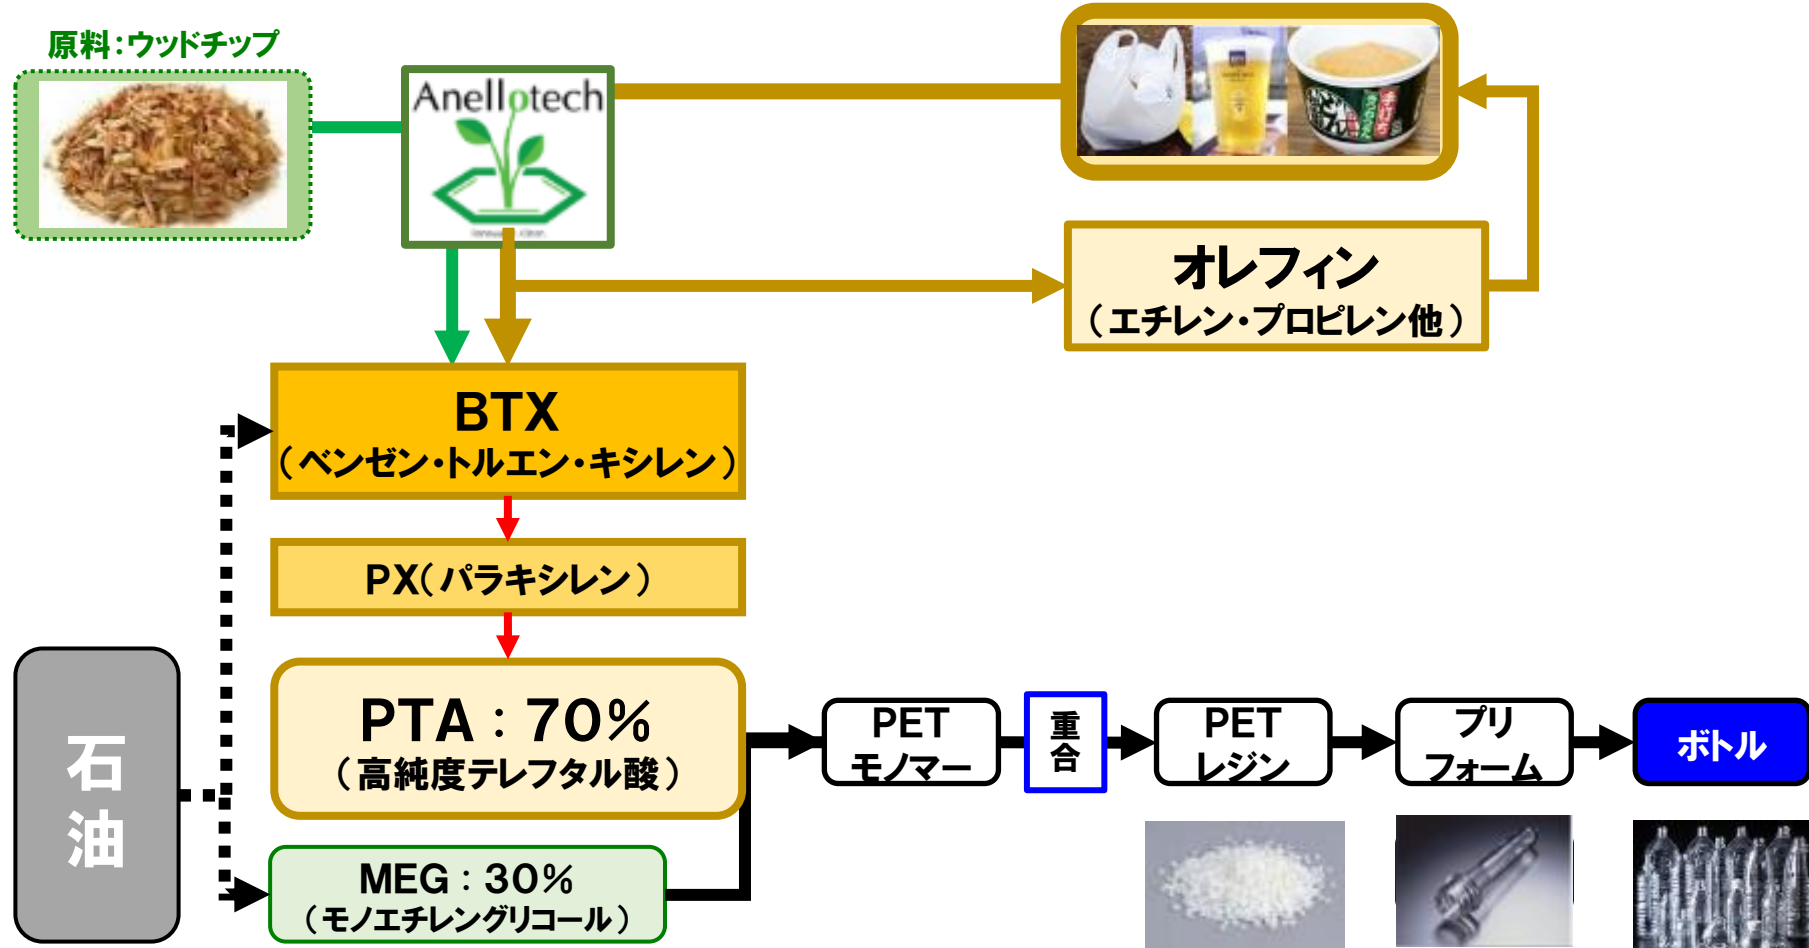 原料：ウッドチップ
Anellotech
オレフィン
（エチレン・プロピレン他）
BTX
（ベンゼン・トルエン・キシレン）
PX（パラキシレン）
石油
PTA：70%
（高純度テレフタル酸）
MEG：30%
（モノエチレングリコール）
PET
モノマー
重合
PET
レジン
プリ
フォーム
ボトル